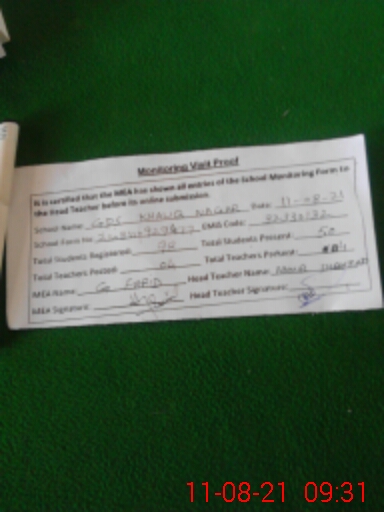 Monitoring Visit Proof
It is certified that the MEA has shown all entries of the School Monitoring Form to
the Head Teacher before its online submission.
School Name: GPS KHALIQ NAGAR Date: 11-08-21
School Form No: EMIS Code:
Total Students Registered: Total Students Present: 50
Total Teachers Posted: 04 Total Teachers Present:
MEA Name: Head Teacher Name:
MEA Signature: Head Teacher Signature:
11-08-21 09:31